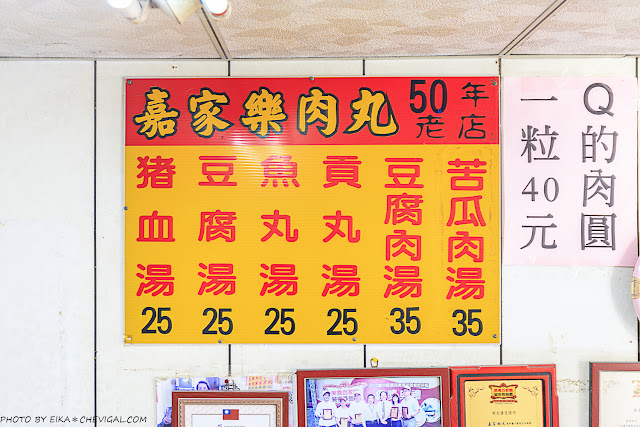 嘉家樂肉丸 50年老店
豬血湯 25
豆腐湯 25
魚丸湯 25
貢丸湯 25
豆腐肉湯 35
苦瓜肉湯 35
Q的肉圓
一粒40元
PHOTO BY EIKA＊CHEVIGAL.COM